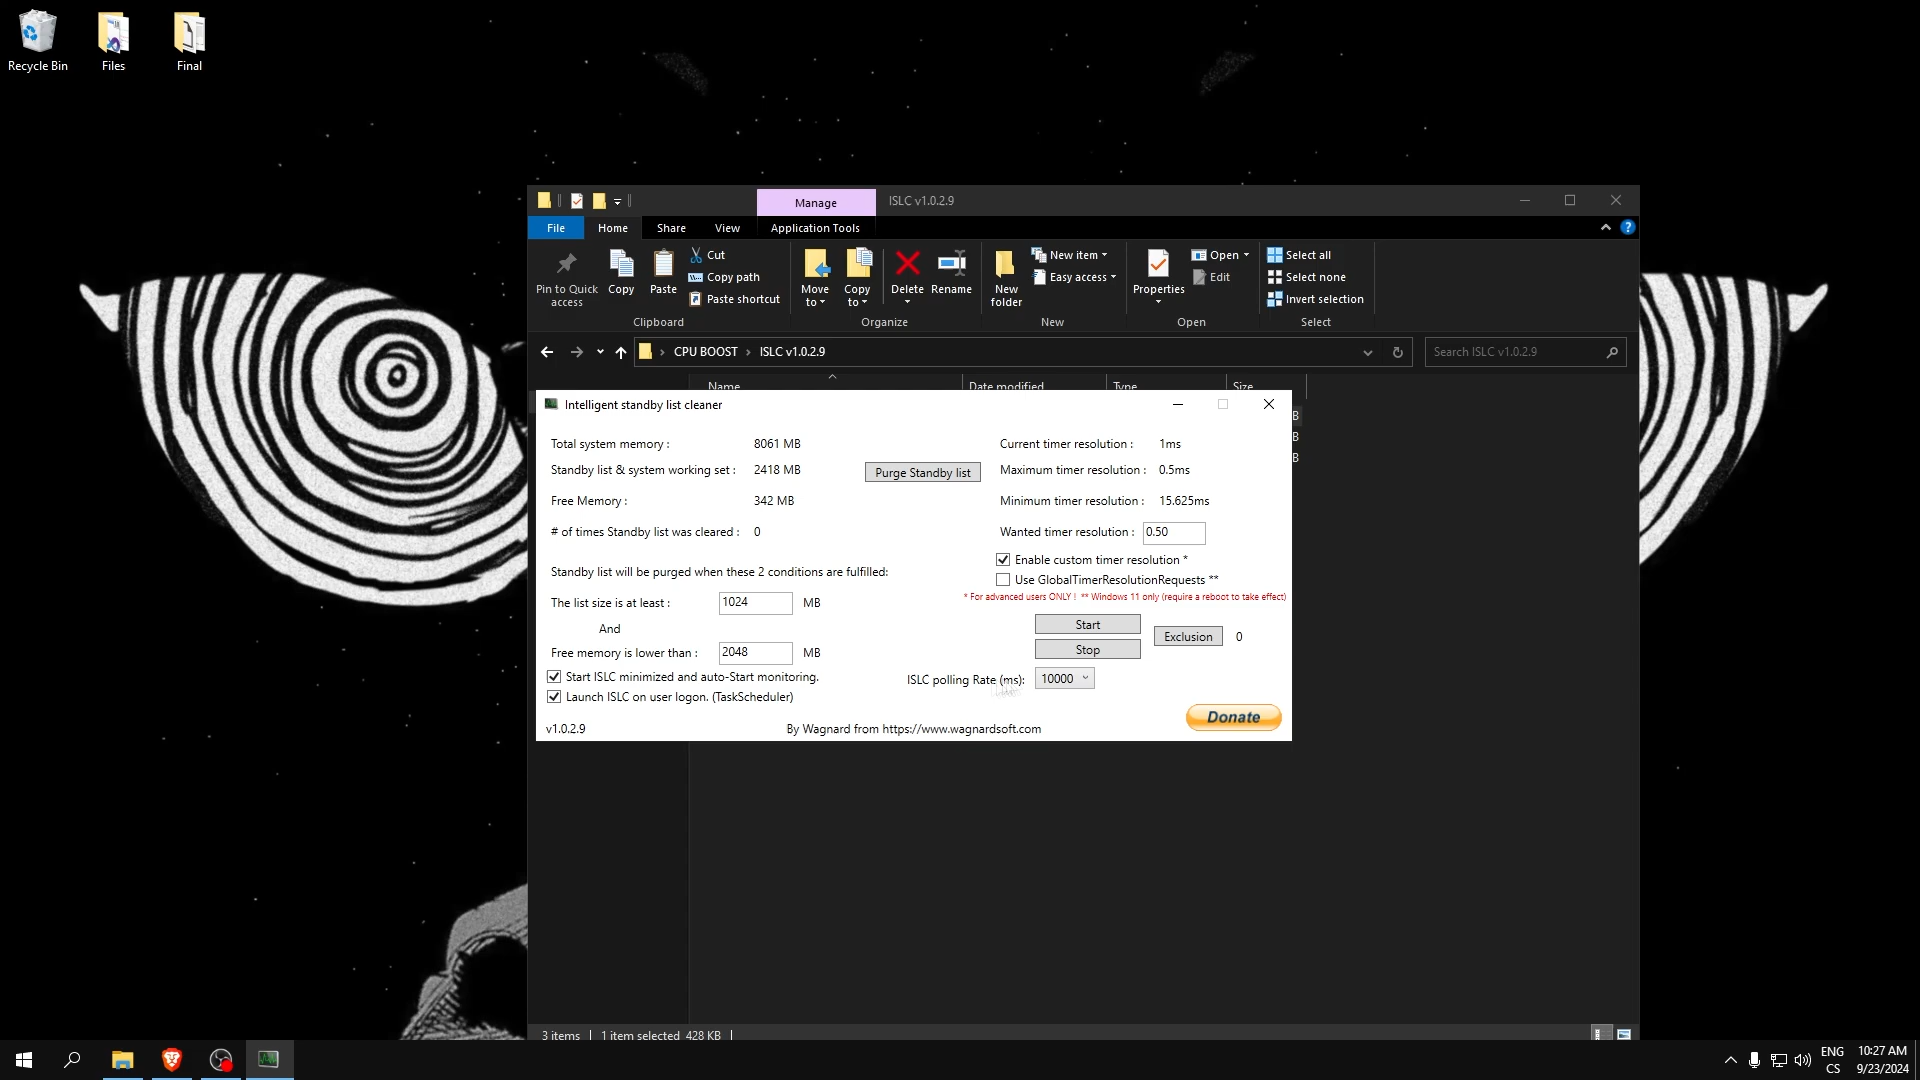 Recycle Bin
Files
Final
Manage
ISLC v1.0.2.9
File
Home
Share
View
Application Tools
Pin to Quick access
Copy
Paste
Cut
Copy path
Paste shortcut
Clipboard
Move to
Copy to
Delete
Rename
Organize
New folder
New item
Easy access
New
Properties
Open
Edit
Open
Select all
Select none
Invert selection
Select
CPU BOOST › ISLC v1.0.2.9
Search ISLC v1.0.2.9
Name
Date modified
Type
Size
B
B
B
Intelligent standby list cleaner
Total system memory : 8061 MB
Standby list & system working set : 2418 MB
Purge Standby list
Free Memory : 342 MB
# of times Standby list was cleared : 0
Standby list will be purged when these 2 conditions are fulfilled:
The list size is at least : 1024 MB
And
Free memory is lower than : 2048 MB
Start ISLC minimized and auto-Start monitoring.
Launch ISLC on user logon. (TaskScheduler)
v1.0.2.9
By Wagnard from https://www.wagnardsoft.com
Current timer resolution : 1ms
Maximum timer resolution : 0.5ms
Minimum timer resolution : 15.625ms
Wanted timer resolution : 0.50
Enable custom timer resolution *
Use GlobalTimerResolutionRequests **
* For advanced users ONLY ! ** Windows 11 only (require a reboot to take effect)
Start
Stop
Exclusion 0
ISLC polling Rate (ms): 10000
Donate
3 items
1 item selected 428 KB
ENG
CS
10:27 AM
9/23/2024